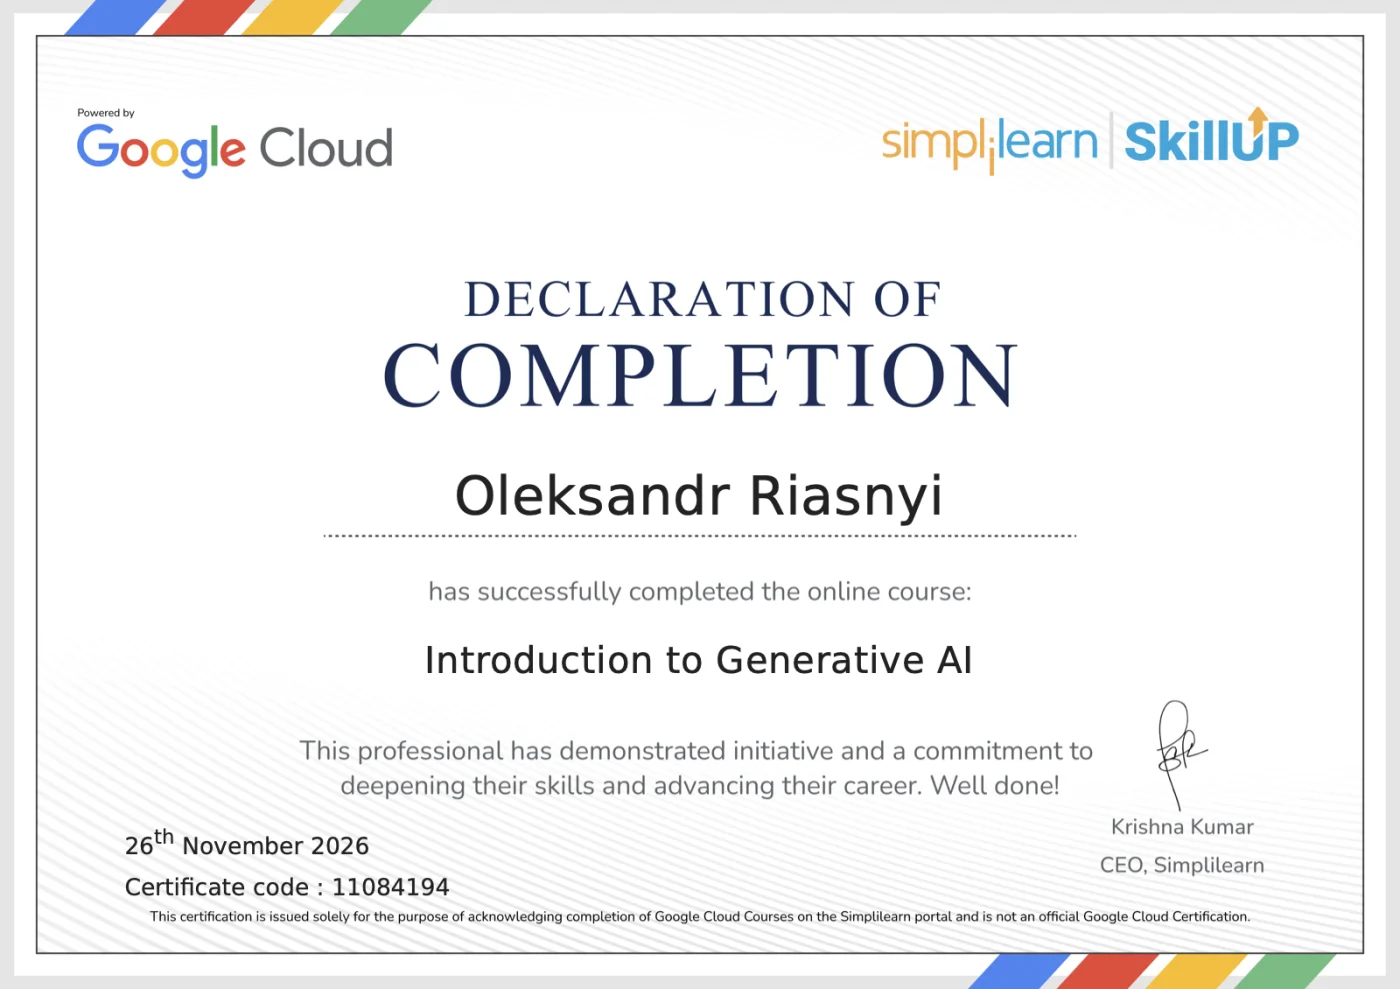 Powered by
Google Cloud
simplilearn | SkillUP
DECLARATION OF
COMPLETION
Oleksandr Riasnyi
has successfully completed the online course:
Introduction to Generative AI
This professional has demonstrated initiative and a commitment to
deepening their skills and advancing their career. Well done!
26th November 2026
Certificate code : 11084194
Krishna Kumar
CEO, Simplilearn
This certification is issued solely for the purpose of acknowledging completion of Google Cloud Courses on the Simplilearn portal and is not an official Google Cloud Certification.